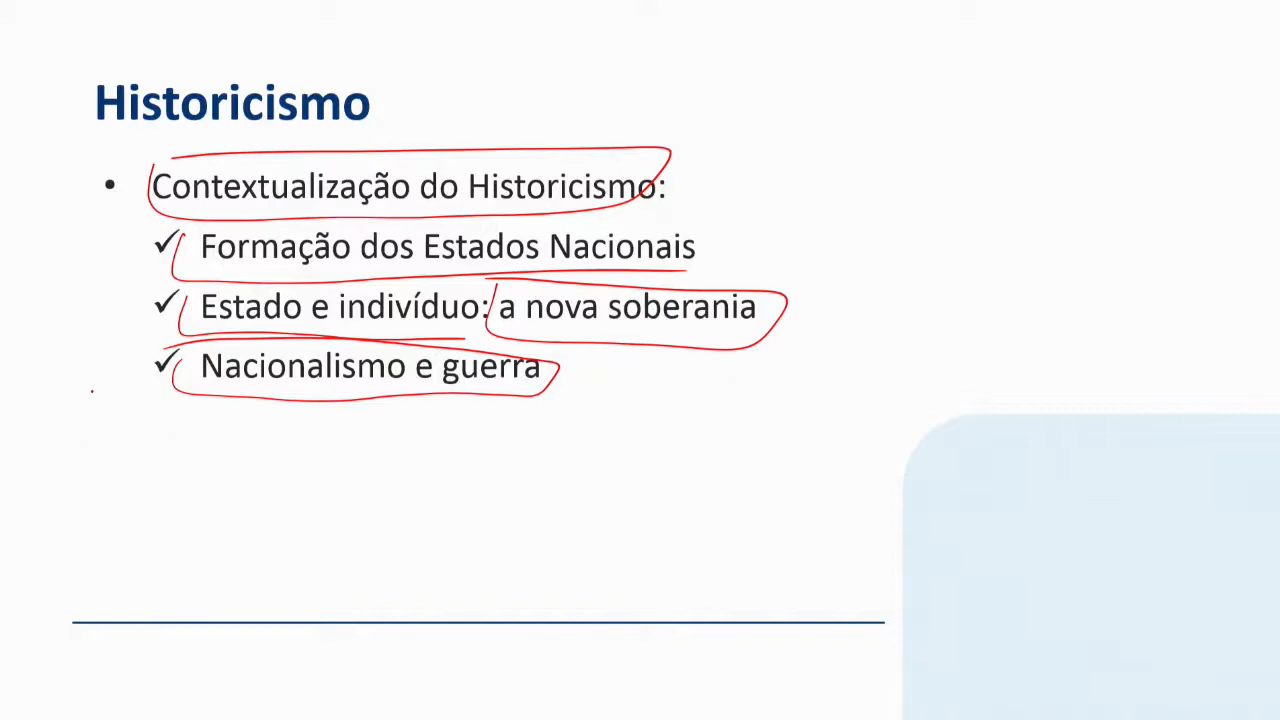 Historicismo
• Contextualização do Historicismo:
✓ Formação dos Estados Nacionais
✓ Estado e indivíduo: a nova soberania
✓ Nacionalismo e guerra